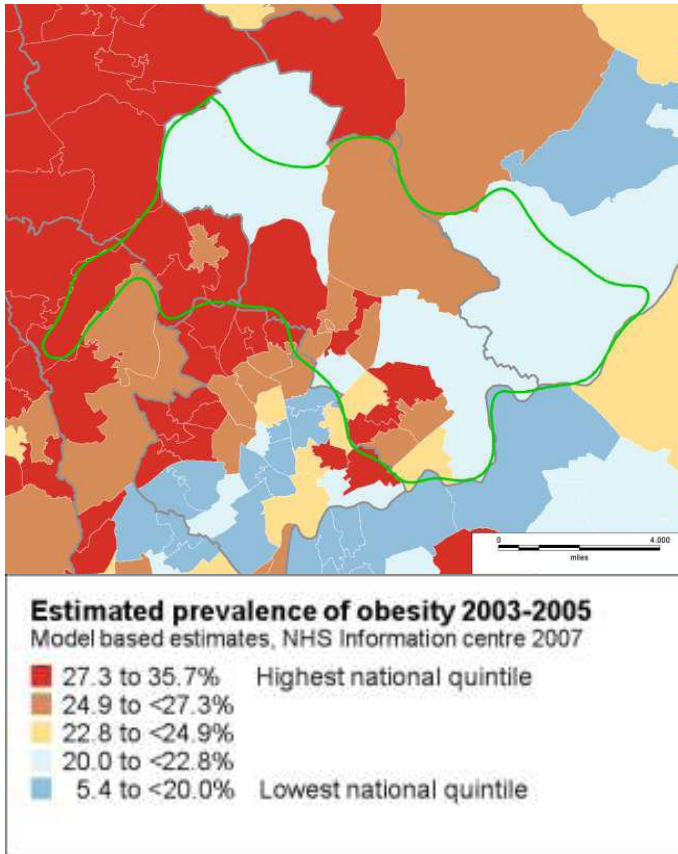 0 4.000
miles
Estimated prevalence of obesity 2003-2005
Model based estimates, NHS Information centre 2007
27.3 to 35.7% Highest national quintile
24.9 to <27.3%
22.8 to <24.9%
20.0 to <22.8%
5.4 to <20.0% Lowest national quintile